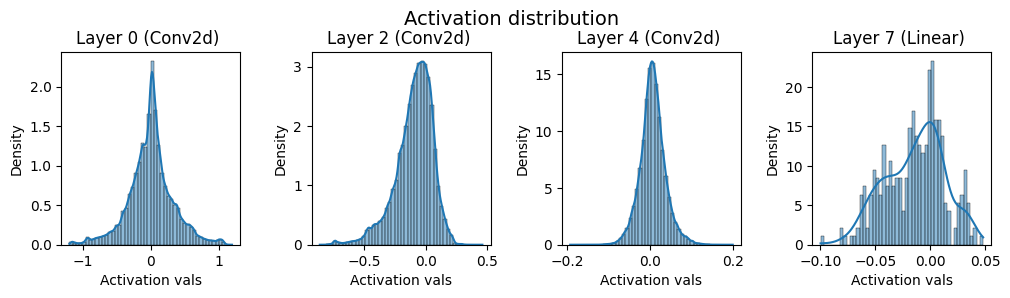 Activation distribution
Layer 0 (Conv2d)
Density
2.0
1.5
1.0
0.5
0.0
−1
0
1
Activation vals
Layer 2 (Conv2d)
Density
3
2
1
0
−0.5
0.0
0.5
Activation vals
Layer 4 (Conv2d)
Density
15
10
5
0
−0.2
0.0
0.2
Activation vals
Layer 7 (Linear)
Density
20
15
10
5
0
−0.10
−0.05
0.00
0.05
Activation vals